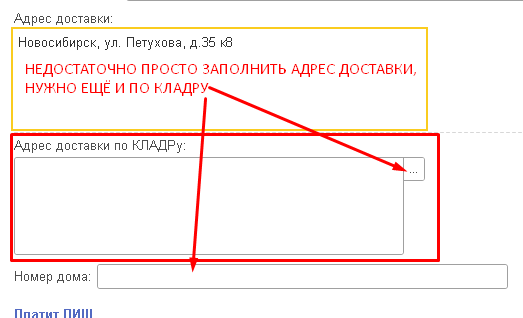 Адрес доставки:
Новосибирск, ул. Петухова, д.35 к8
НЕДОСТАТОЧНО ПРОСТО ЗАПОЛНИТЬ АДРЕС ДОСТАВКИ,
НУЖНО ЕЩЁ И ПО КЛАДРУ
Адрес доставки по КЛАДРу:
...
Номер дома:
Платит